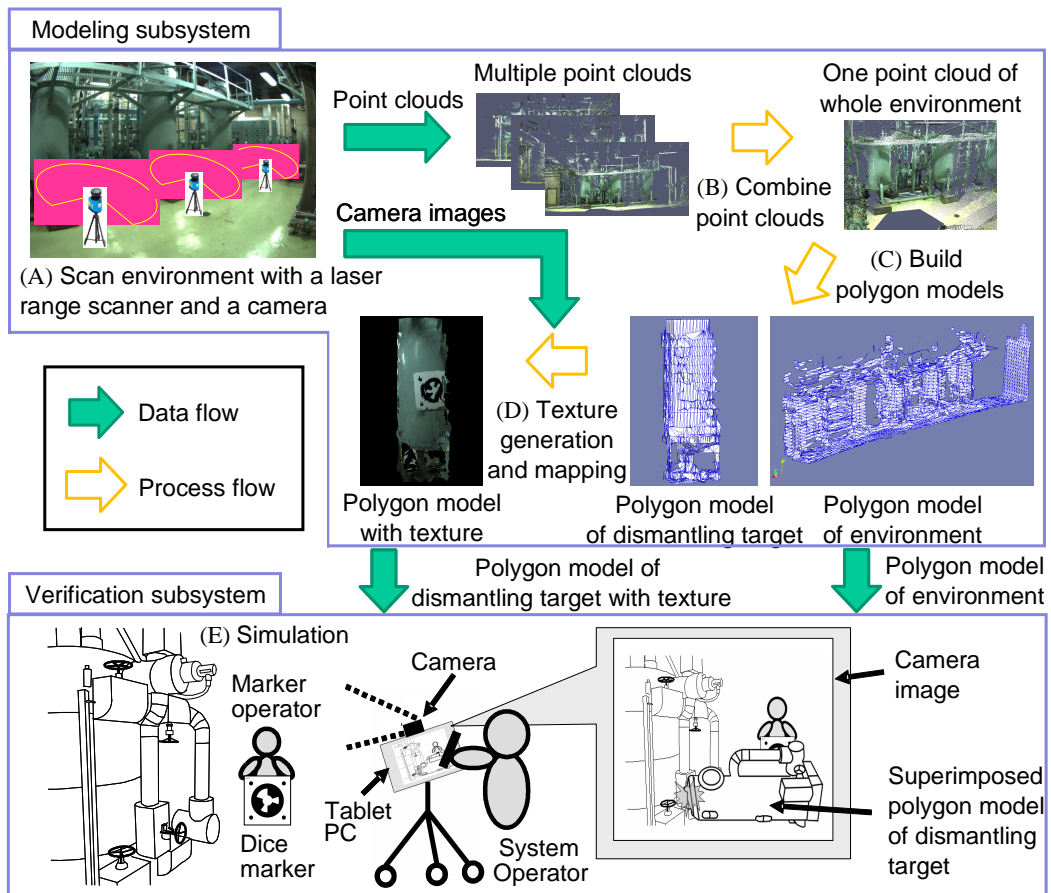 Modeling subsystem
Point clouds
Multiple point clouds
One point cloud of
whole environment
(B) Combine
point clouds
Camera images
(A) Scan environment with a laser
range scanner and a camera
(C) Build
polygon models
Data flow
Process flow
(D) Texture
generation
and mapping
Polygon model
with texture
Polygon model
of dismantling target
Polygon model
of environment
Polygon model of
dismantling target with texture
Polygon model
of environment
Verification subsystem
(E) Simulation
Marker
operator
Dice
marker
Camera
Tablet
PC
System
Operator
Camera
image
Superimposed
polygon model
of dismantling
target